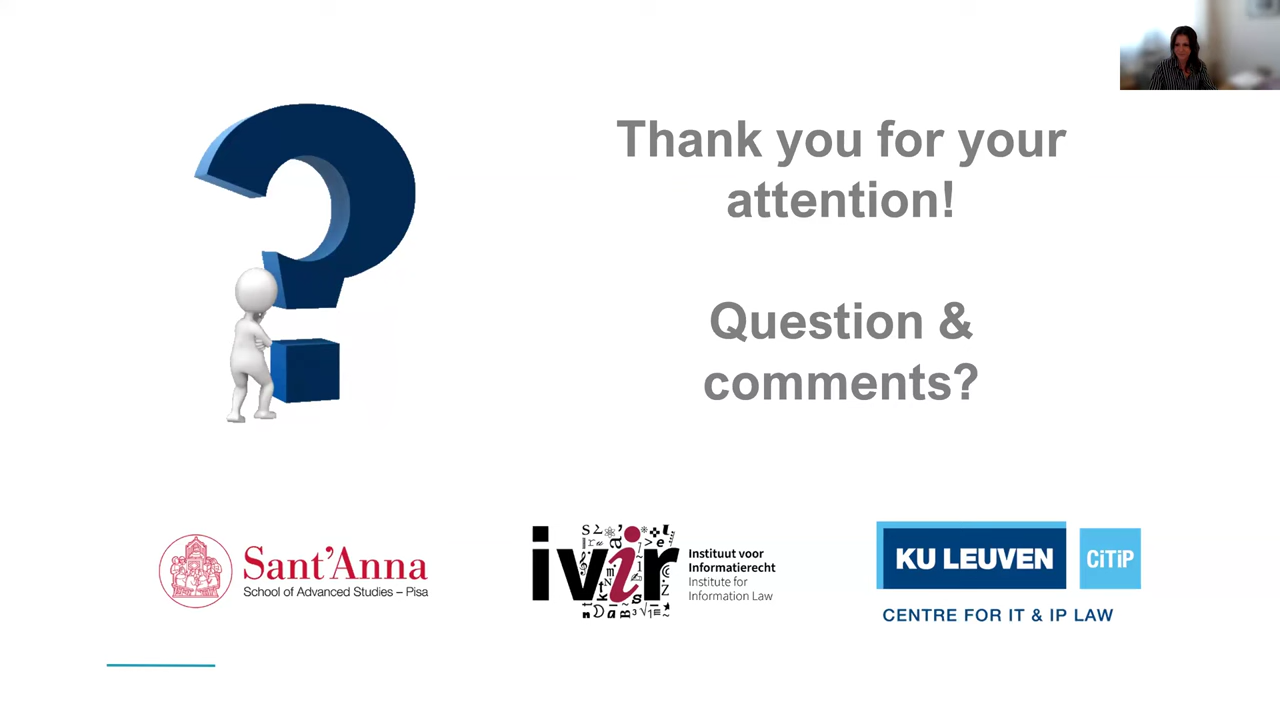 Thank you for your
attention!
Question &
comments?
Sant'Anna
School of Advanced Studies – Pisa
ivir
Instituut voor
Informatierecht
Institute for
Information Law
KU LEUVEN
CiTiP
CENTRE FOR IT & IP LAW